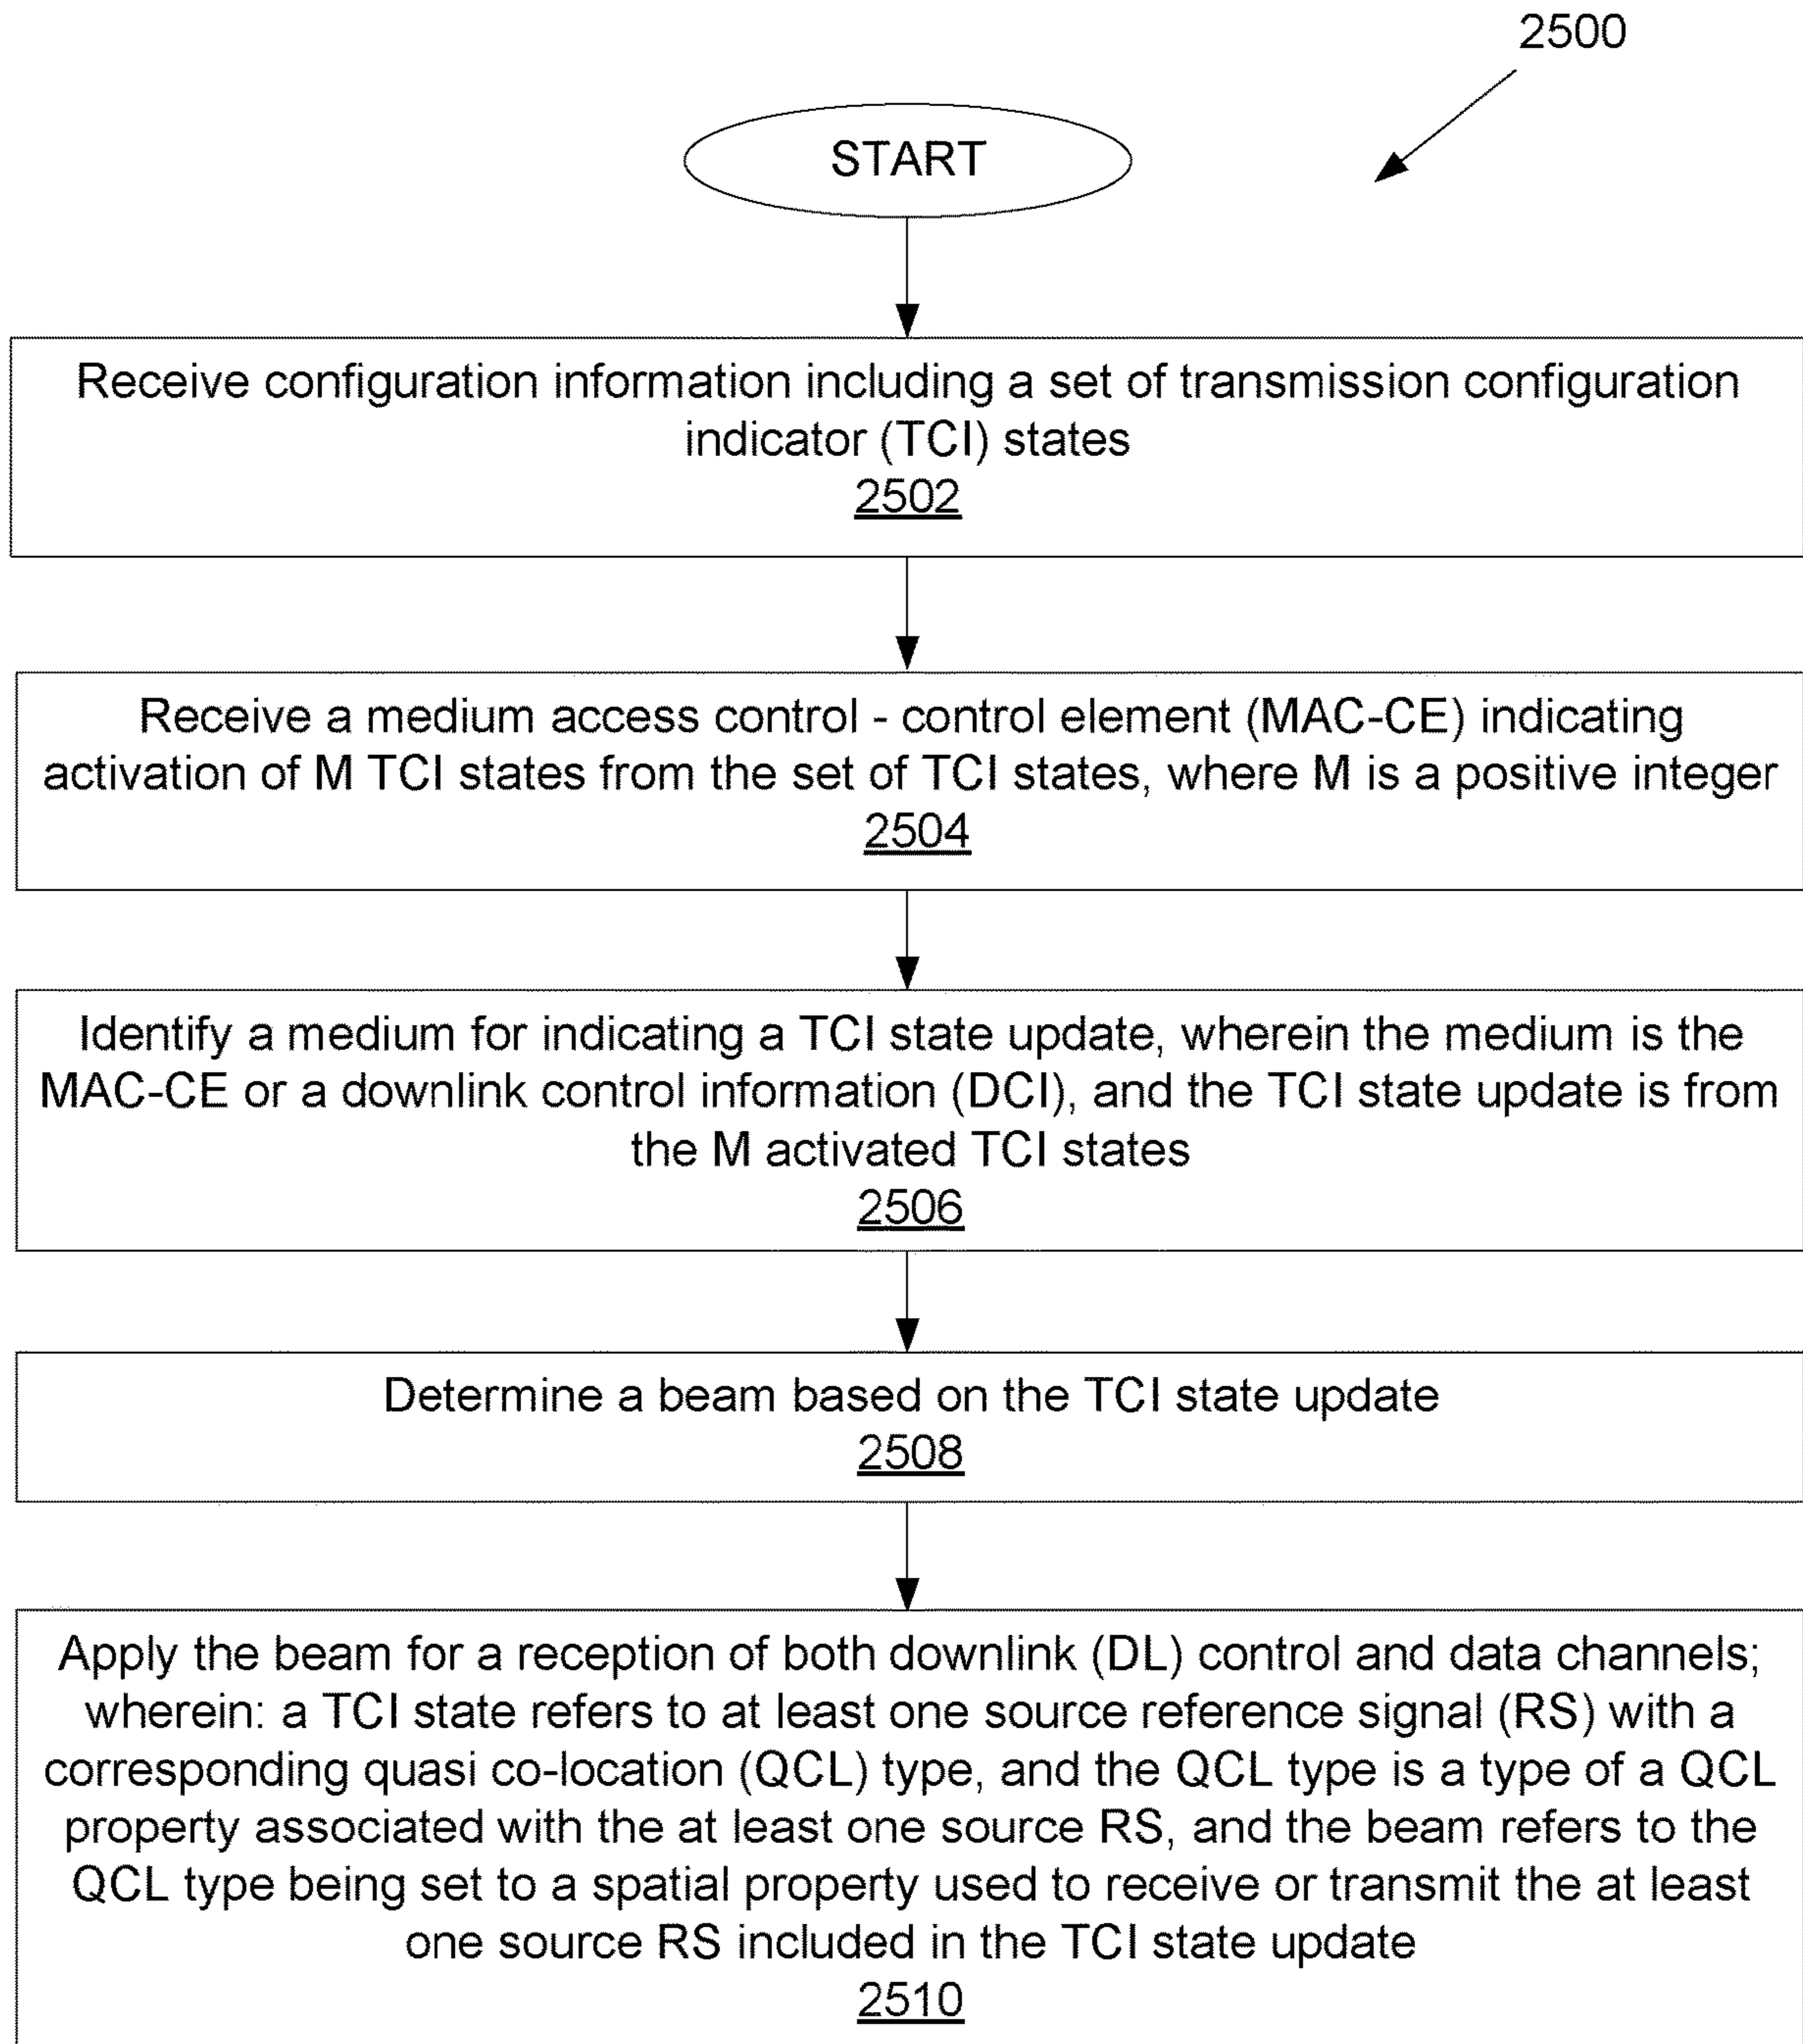 2500
START
Receive configuration information including a set of transmission configuration
indicator (TCI) states
2502
Receive a medium access control - control element (MAC-CE) indicating
activation of M TCI states from the set of TCI states, where M is a positive integer
2504
Identify a medium for indicating a TCI state update, wherein the medium is the
MAC-CE or a downlink control information (DCI), and the TCI state update is from
the M activated TCI states
2506
Determine a beam based on the TCI state update
2508
Apply the beam for a reception of both downlink (DL) control and data channels;
wherein: a TCI state refers to at least one source reference signal (RS) with a
corresponding quasi co-location (QCL) type, and the QCL type is a type of a QCL
property associated with the at least one source RS, and the beam refers to the
QCL type being set to a spatial property used to receive or transmit the at least
one source RS included in the TCI state update
2510